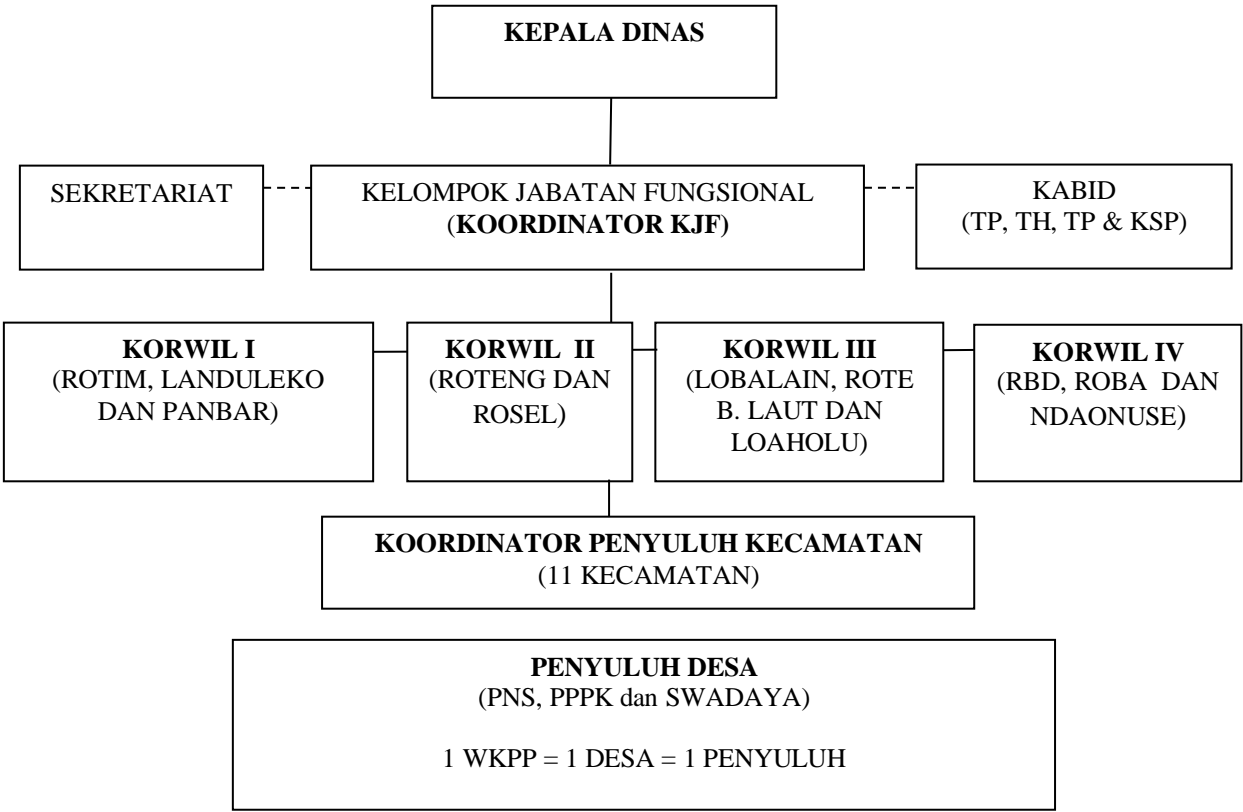 KEPALA DINAS
SEKRETARIAT
KELOMPOK JABATAN FUNGSIONAL
(KOORDINATOR KJF)
KABID
(TP, TH, TP & KSP)
KORWIL I
(ROTIM, LANDULEKO
DAN PANBAR)
KORWIL II
(ROTENG DAN
ROSEL)
KORWIL III
(LOBALAIN, ROTE
B. LAUT DAN
LOAHOLU)
KORWIL IV
(RBD, ROBA DAN
NDAONUSE)
KOORDINATOR PENYULUH KECAMATAN
(11 KECAMATAN)
PENYULUH DESA
(PNS, PPPK dan SWADAYA)
1 WKPP = 1 DESA = 1 PENYULUH